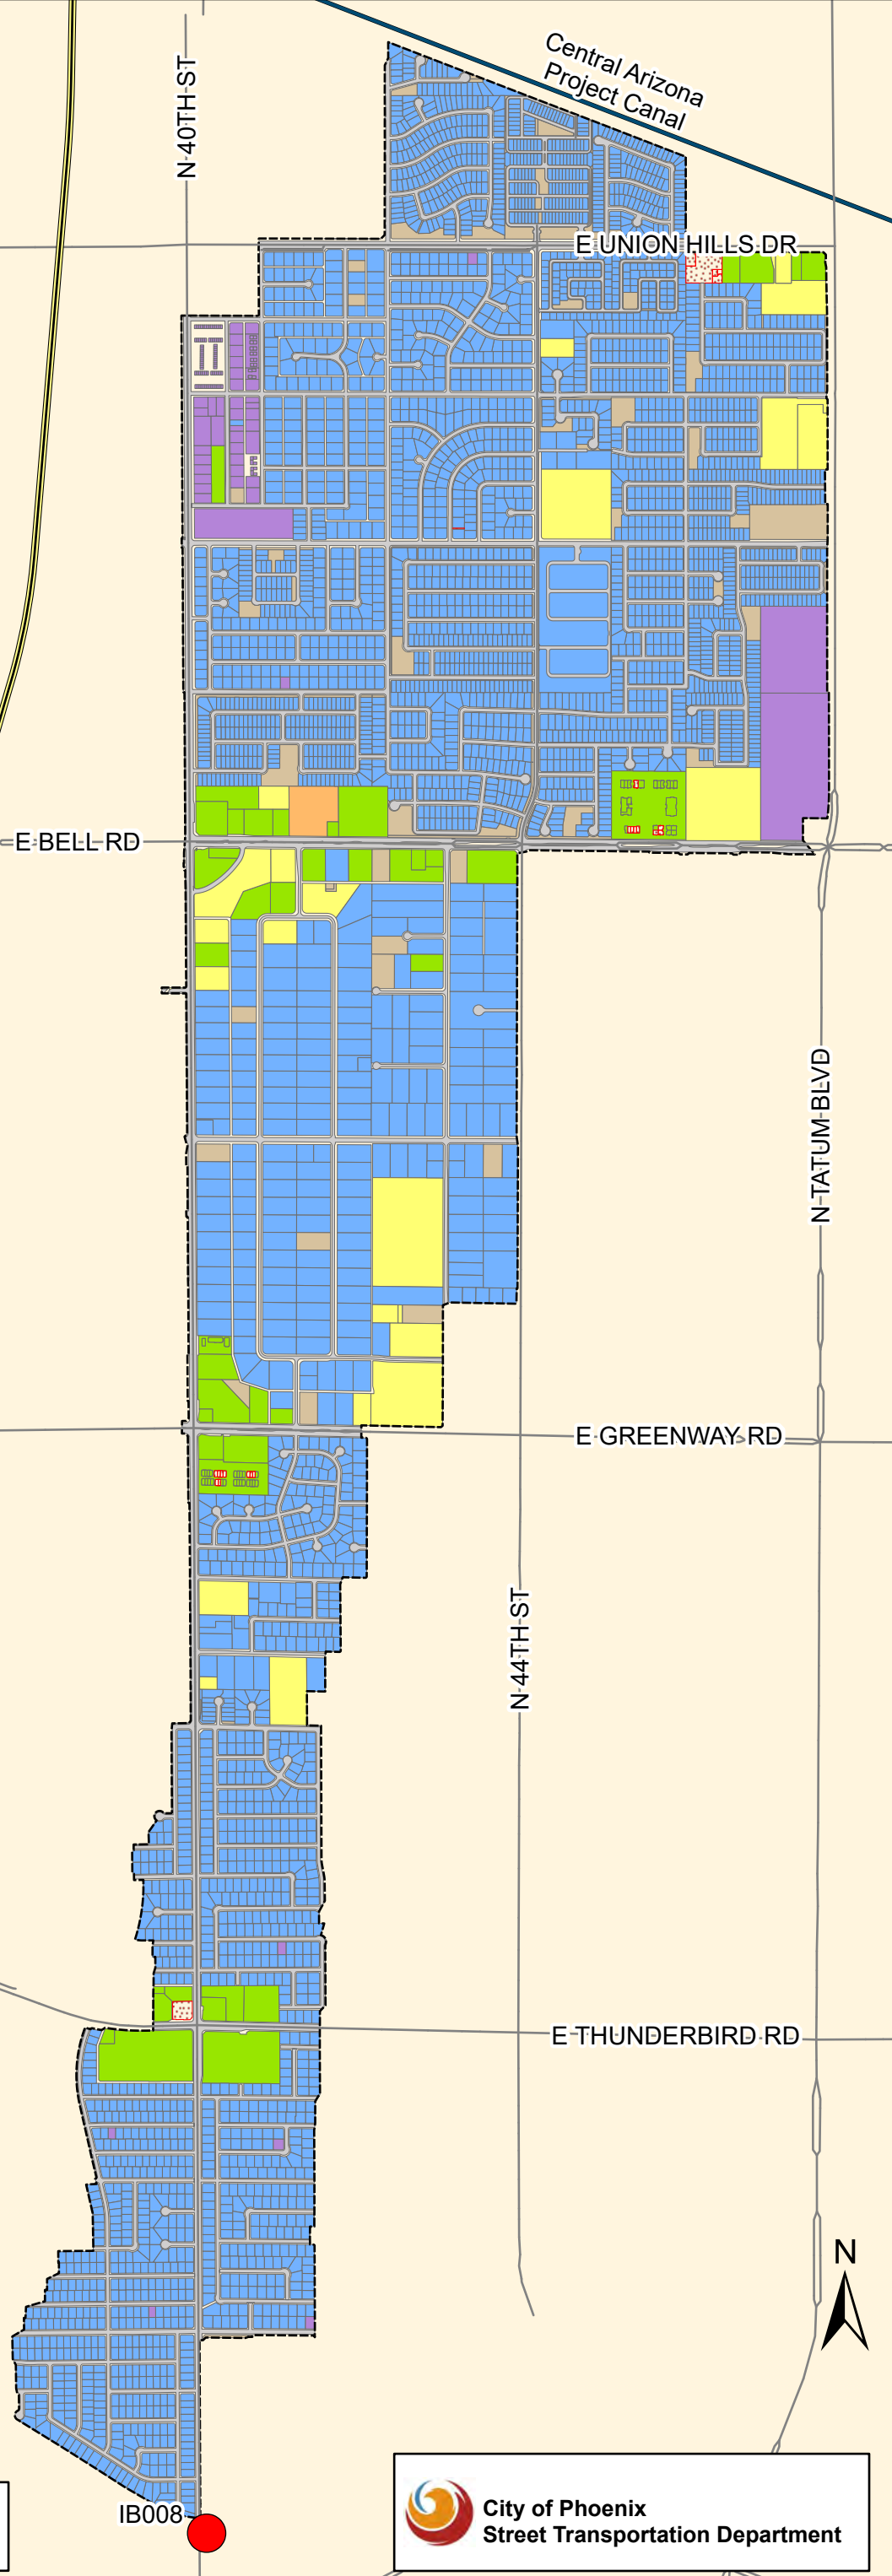 Central Arizona
Project Canal
N 40TH ST
E UNION HILLS DR
E BELL RD
N TATUM BLVD
E GREENWAY RD
N 44TH ST
E THUNDERBIRD RD
N
IB008
City of Phoenix
Street Transportation Department